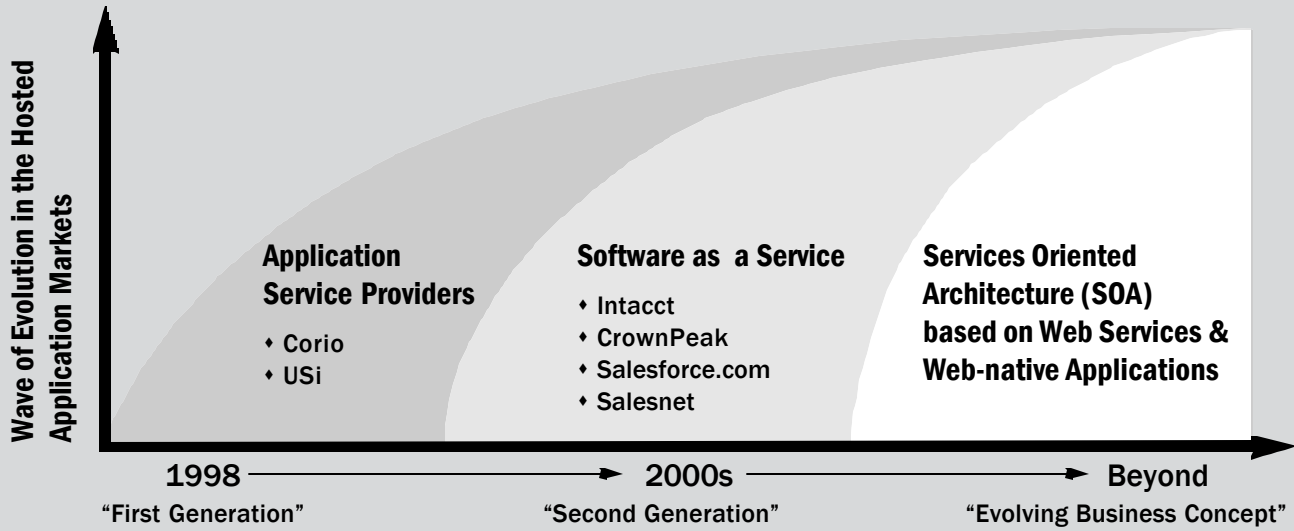 Wave of Evolution in the Hosted
Application Markets
Application
Service Providers
♦ Corio
♦ USi
Software as a Service
♦ Intacct
♦ CrownPeak
♦ Salesforce.com
♦ Salesnet
Services Oriented
Architecture (SOA)
based on Web Services &
Web-native Applications
1998
2000s
Beyond
“First Generation”
“Second Generation”
“Evolving Business Concept”